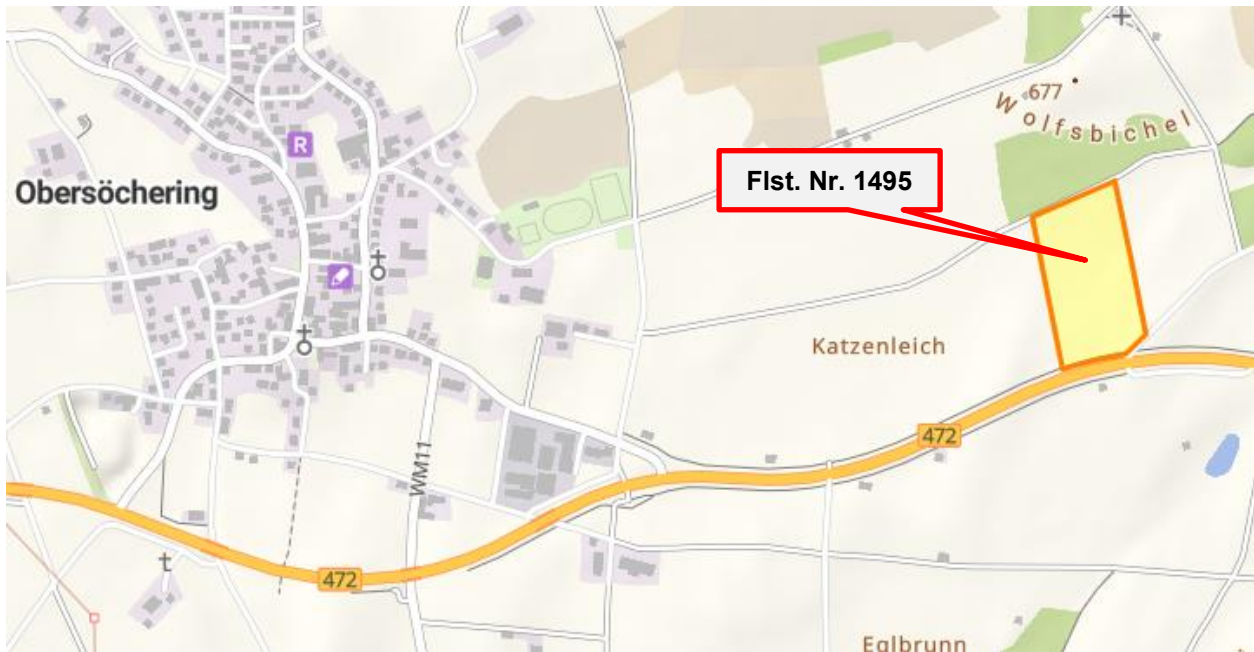 677
Wolfsbichel
R
Flst. Nr. 1495
Obersöchering
Katzenleich
472
WM11
472
Eglbrunn